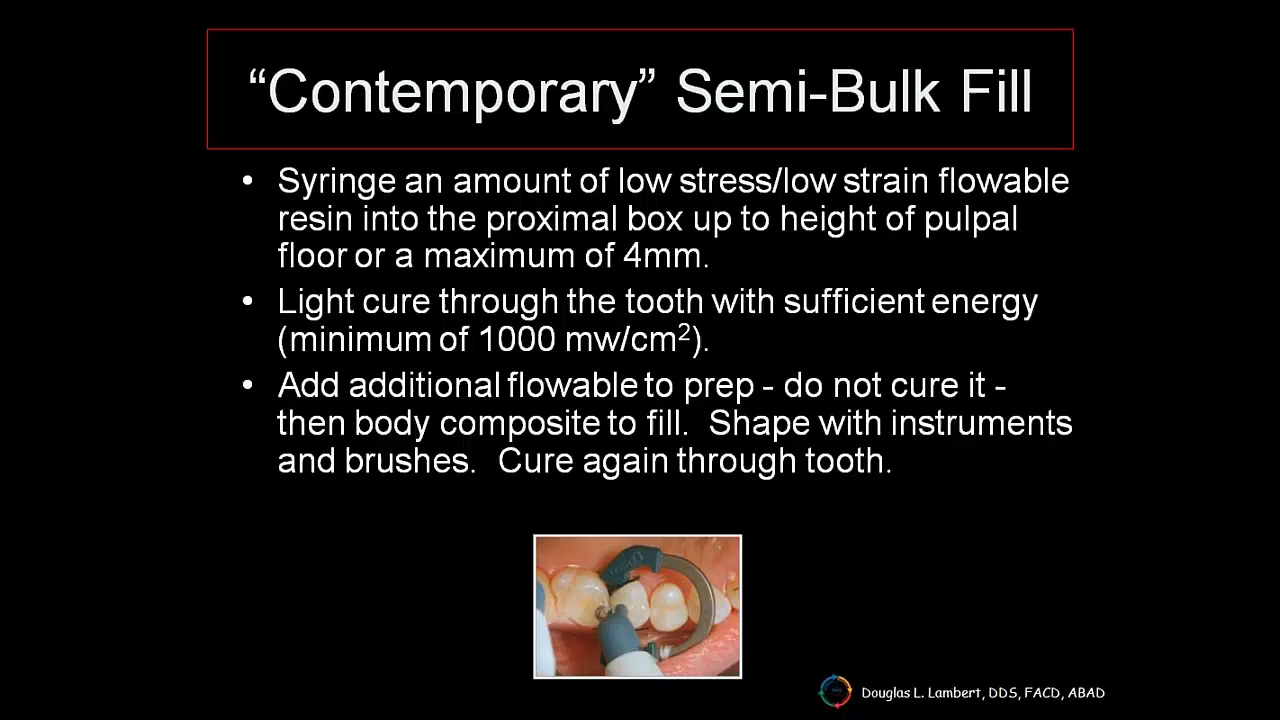 “Contemporary” Semi-Bulk Fill
• Syringe an amount of low stress/low strain flowable
resin into the proximal box up to height of pulpal
floor or a maximum of 4mm.
• Light cure through the tooth with sufficient energy
(minimum of 1000 mw/cm²).
• Add additional flowable to prep - do not cure it -
then body composite to fill. Shape with instruments
and brushes. Cure again through tooth.
Douglas L. Lambert, DDS, FACD, ABAD